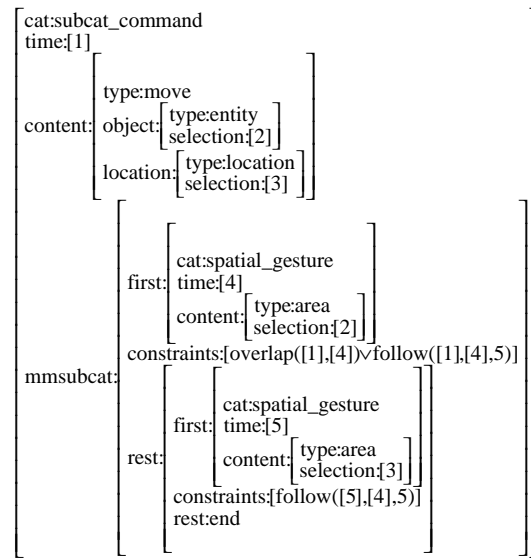 cat:subcat_command
time:[1]
content:
type:move
object:
type:entity
selection:[2]
location:
type:location
selection:[3]
mmsubcat:
first:
cat:spatial_gesture
time:[4]
content:
type:area
selection:[2]
constraints:[overlap([1],[4])∨follow([1],[4],5)]
rest:
first:
cat:spatial_gesture
time:[5]
content:
type:area
selection:[3]
constraints:[follow([5],[4],5)]
rest:end